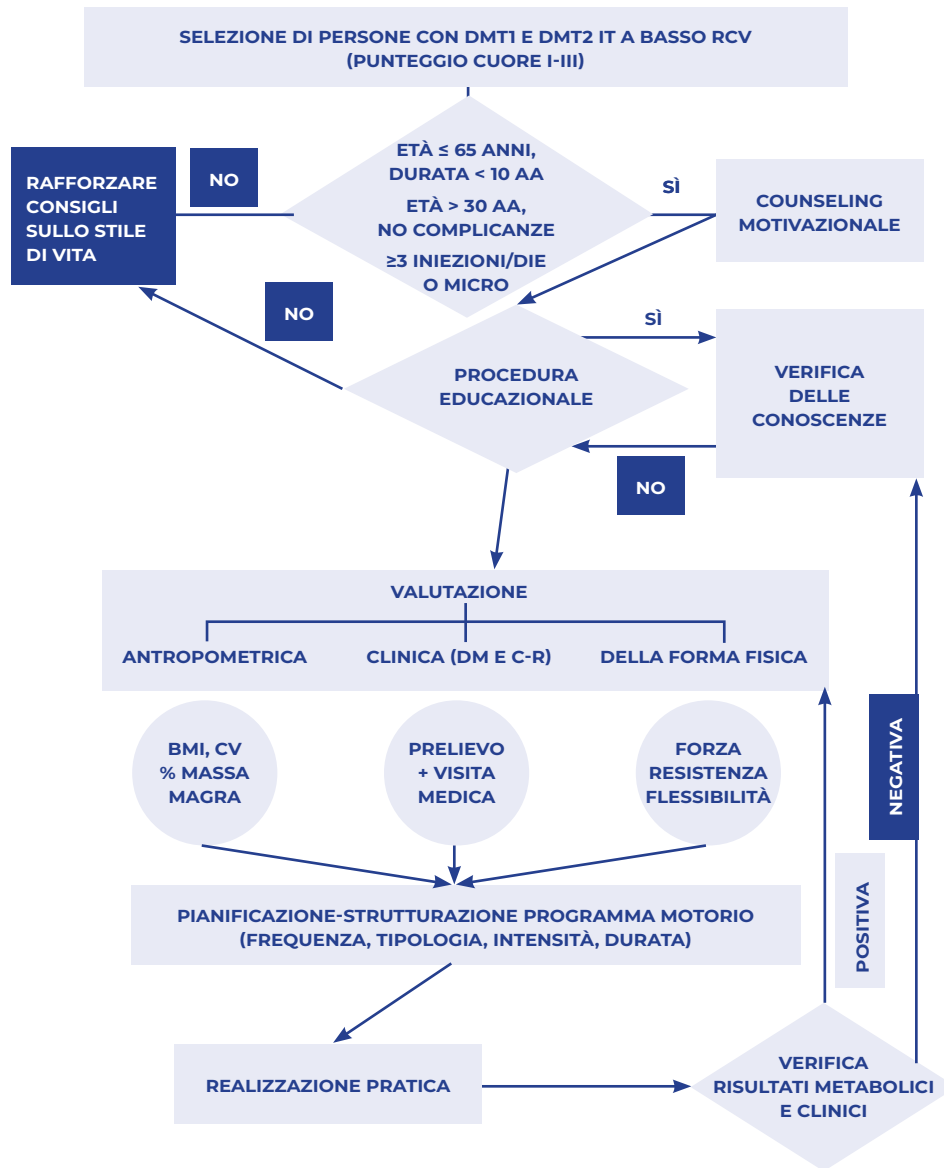 SELEZIONE DI PERSONE CON DMT1 E DMT2 IT A BASSO RCV
(PUNTEGGIO CUORE I-III)
ETÀ ≤ 65 ANNI,
DURATA < 10 AA
ETÀ > 30 AA,
NO COMPLICANZE
≥3 INIEZIONI/DIE
O MICRO
NO
RAFFORZARE
CONSIGLI
SULLO STILE
DI VITA
SÌ
COUNSELING
MOTIVAZIONALE
NO
SÌ
PROCEDURA
EDUCAZIONALE
VERIFICA
DELLE
CONOSCENZE
NO
VALUTAZIONE
ANTROPOMETRICA
CLINICA (DM E C-R)
DELLA FORMA FISICA
BMI, CV
% MASSA
MAGRA
PRELIEVO
+ VISITA
MEDICA
FORZA
RESISTENZA
FLESSIBILITÀ
NEGATIVA
POSITIVA
PIANIFICAZIONE-STRUTTURAZIONE PROGRAMMA MOTORIO
(FREQUENZA, TIPOLOGIA, INTENSITÀ, DURATA)
REALIZZAZIONE PRATICA
VERIFICA
RISULTATI METABOLICI
E CLINICI